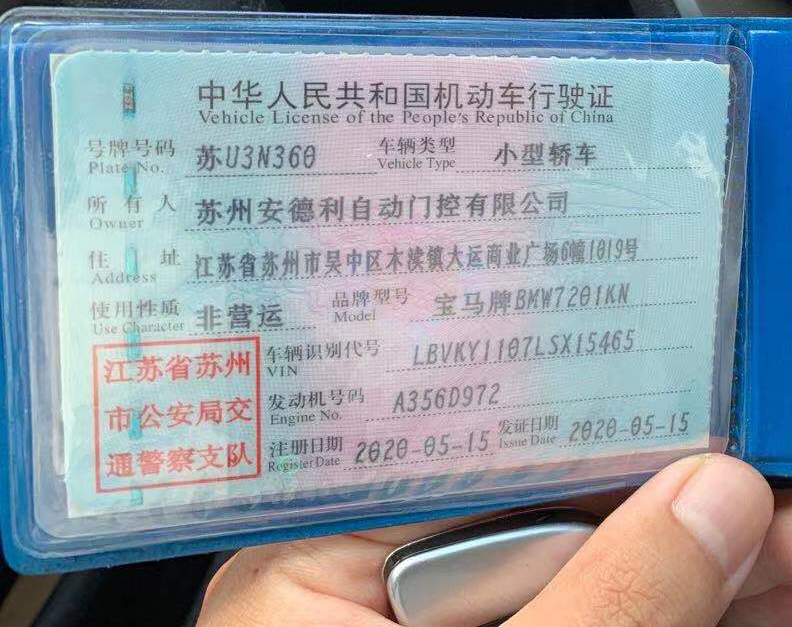 中华人民共和国机动车行驶证
Vehicle License of the People's Republic of China
号牌号码 苏U3N360 车辆类型 小型轿车
Plate No. Vehicle Type
所有人 苏州安德利自动门控有限公司
Owner
住址 江苏省苏州市吴中区木渎镇大运商业广场6幢1019号
Address
使用性质 非营运 品牌型号 宝马牌BMW7201KN
Use Character Model
车辆识别代号 LBVKY1107LSX15465
VIN
发动机号码 A356D972
Engine No.
注册日期 2020-05-15 发证日期 2020-05-15
Register Date Issue Date
江苏省苏州
市公安局交
通警察支队